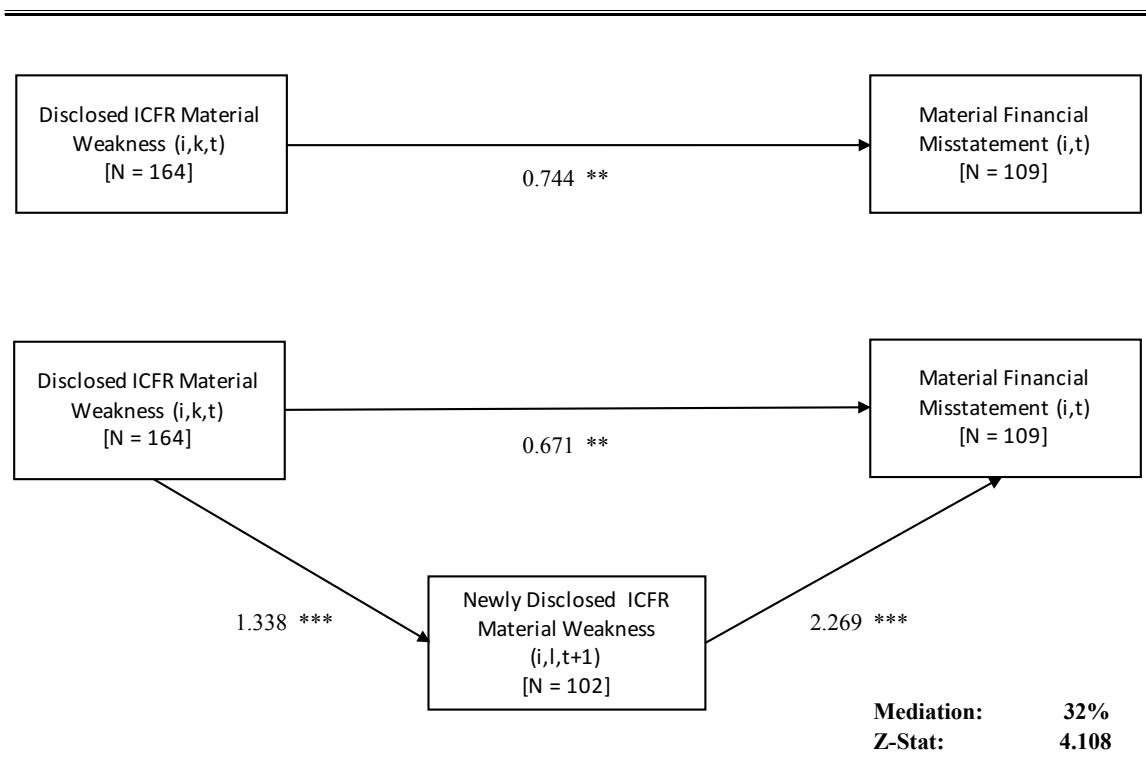 Disclosed ICFR Material
Weakness (i,k,t)
[N = 164]
0.744 **
Material Financial
Misstatement (i,t)
[N = 109]
Disclosed ICFR Material
Weakness (i,k,t)
[N = 164]
0.671 **
Material Financial
Misstatement (i,t)
[N = 109]
1.338 ***
Newly Disclosed ICFR
Material Weakness
(i,l,t+1)
[N = 102]
2.269 ***
Mediation: 32%
Z-Stat: 4.108